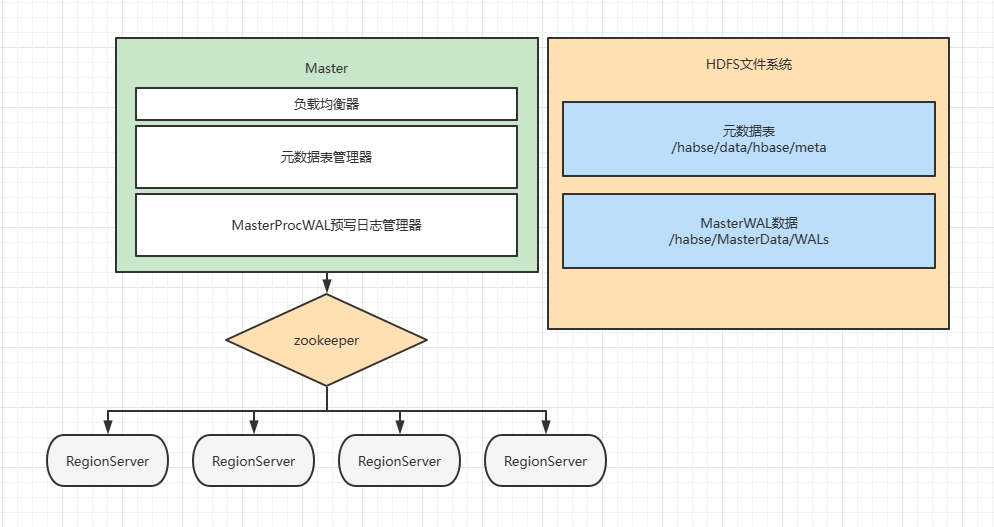 Master
负载均衡器
元数据表管理器
MasterProcWAL预写日志管理器
HDFS文件系统
元数据表
/habse/data/hbase/meta
MasterWAL数据
/habse/MasterData/WALs
zookeeper
RegionServer
RegionServer
RegionServer
RegionServer